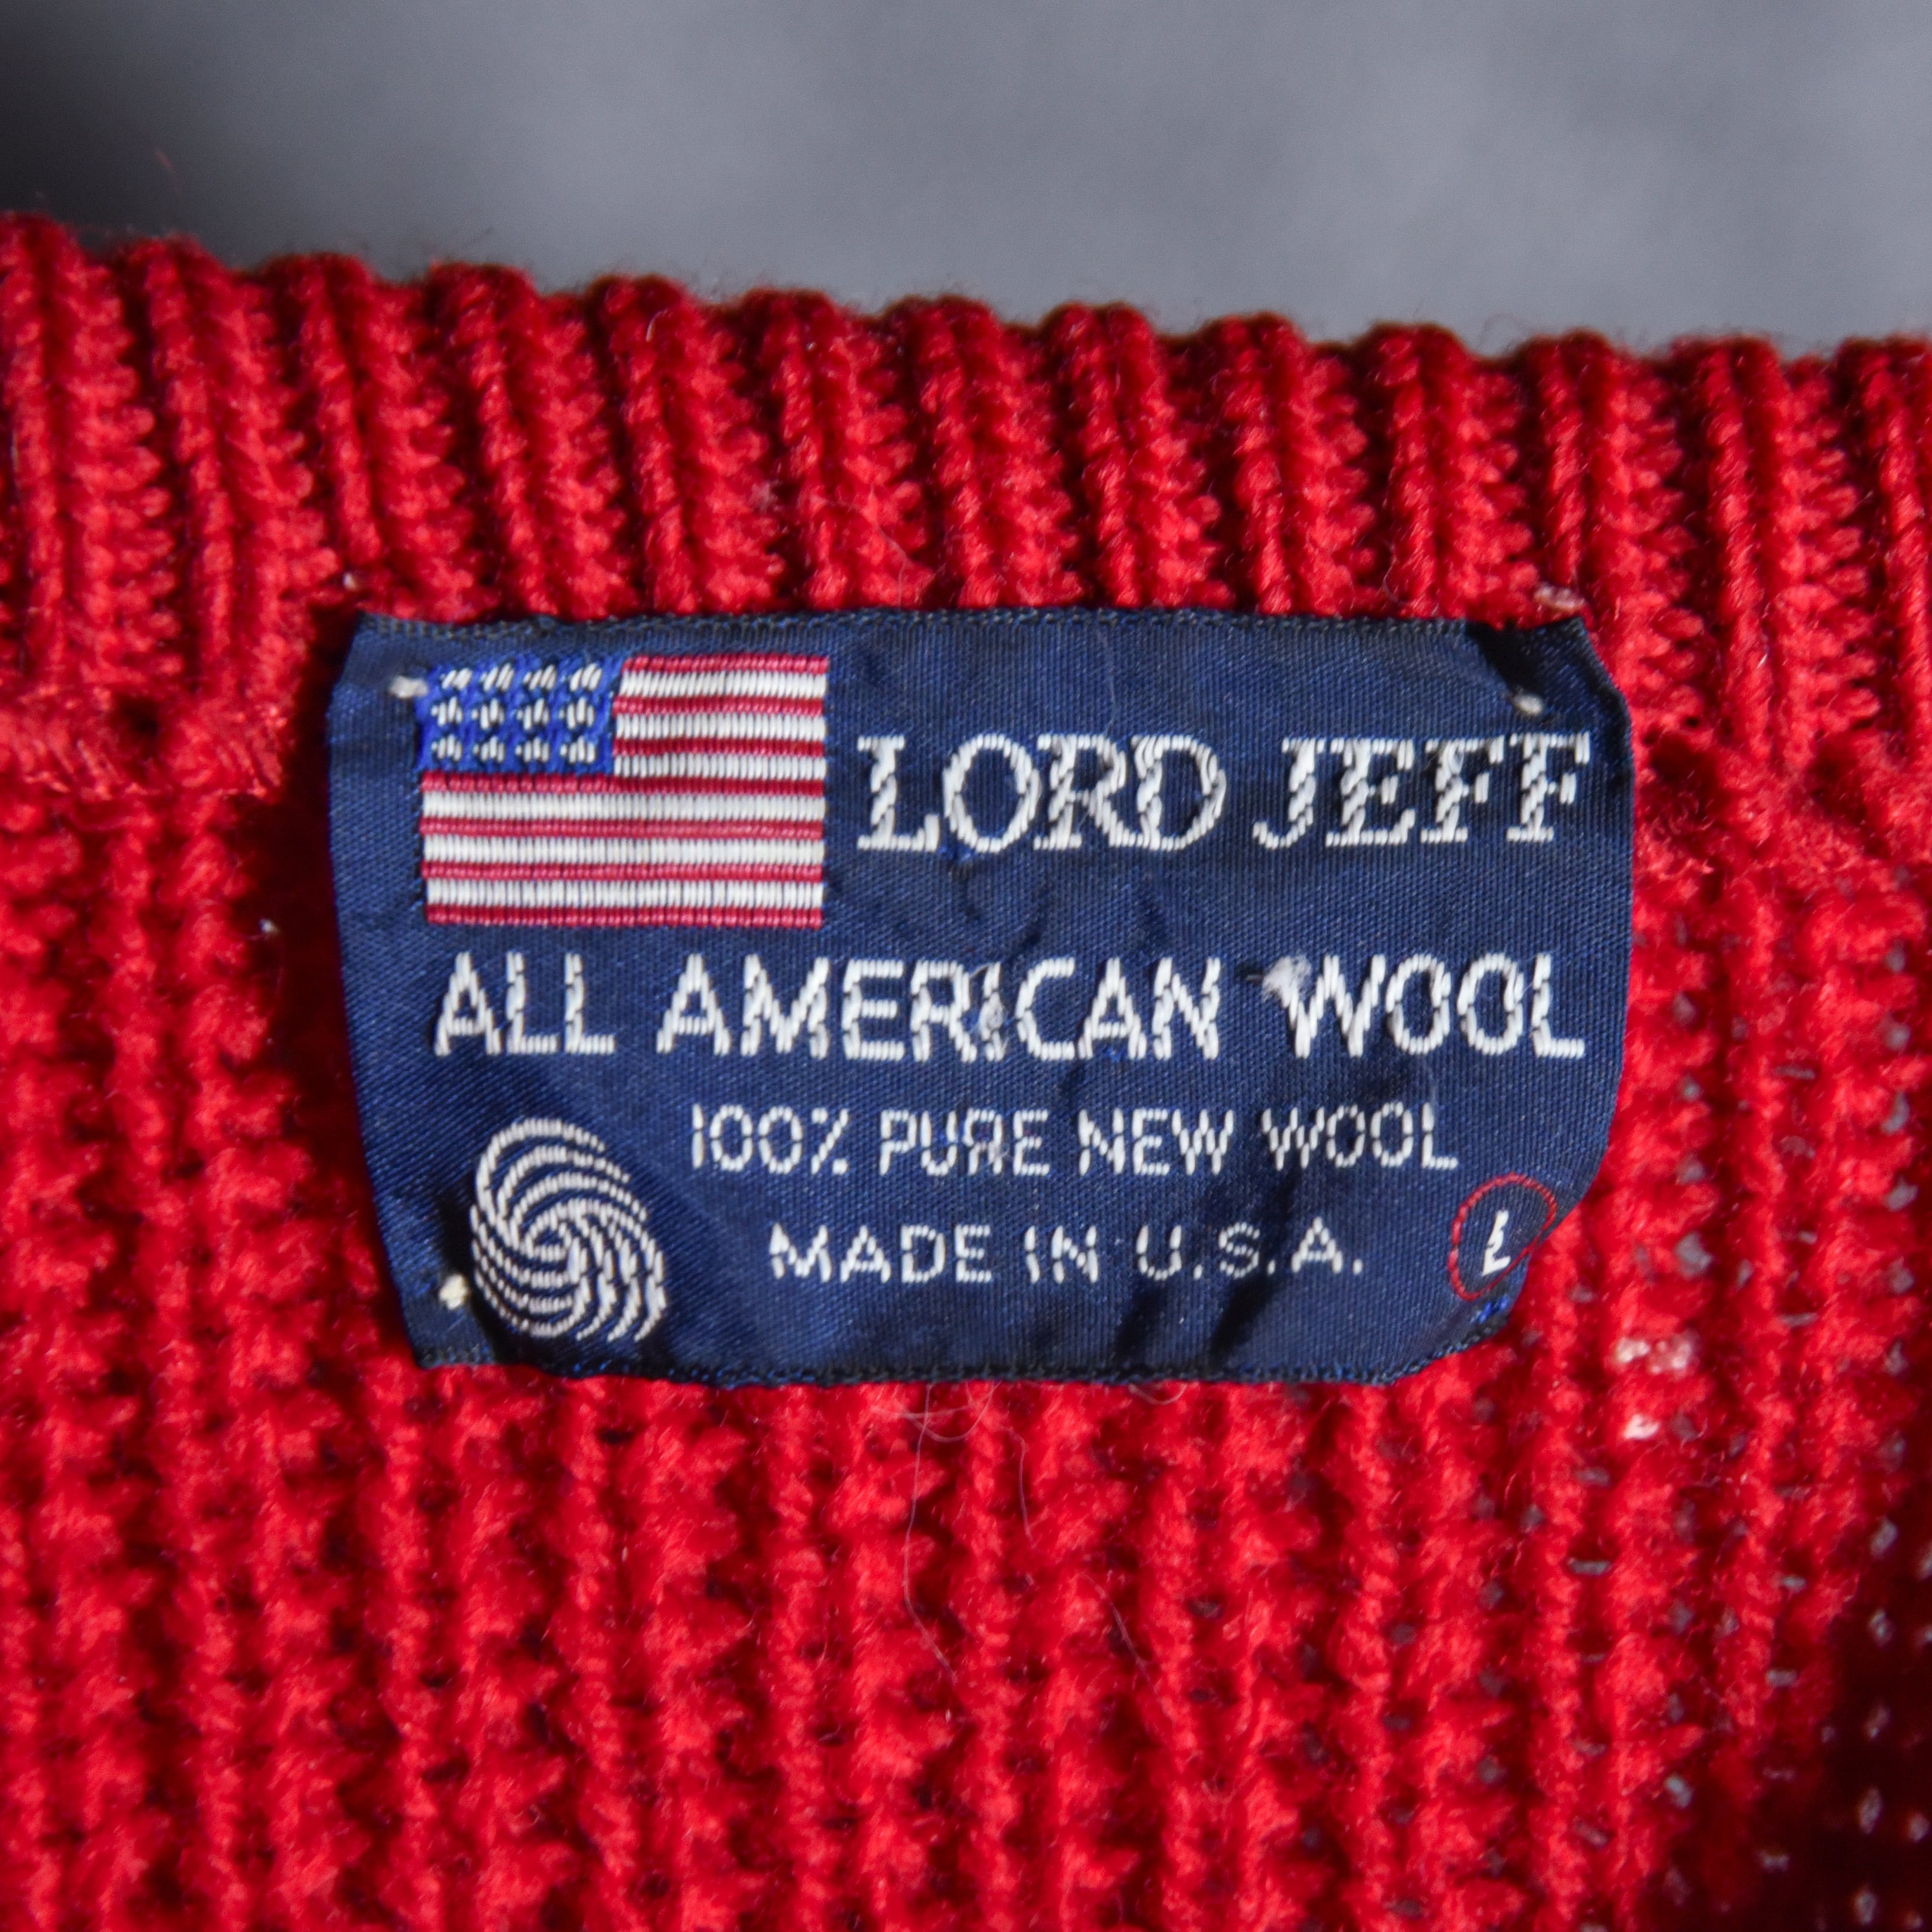 LORD JEFF
ALL AMERICAN WOOL
100% PURE NEW WOOL
MADE IN U.S.A.
L